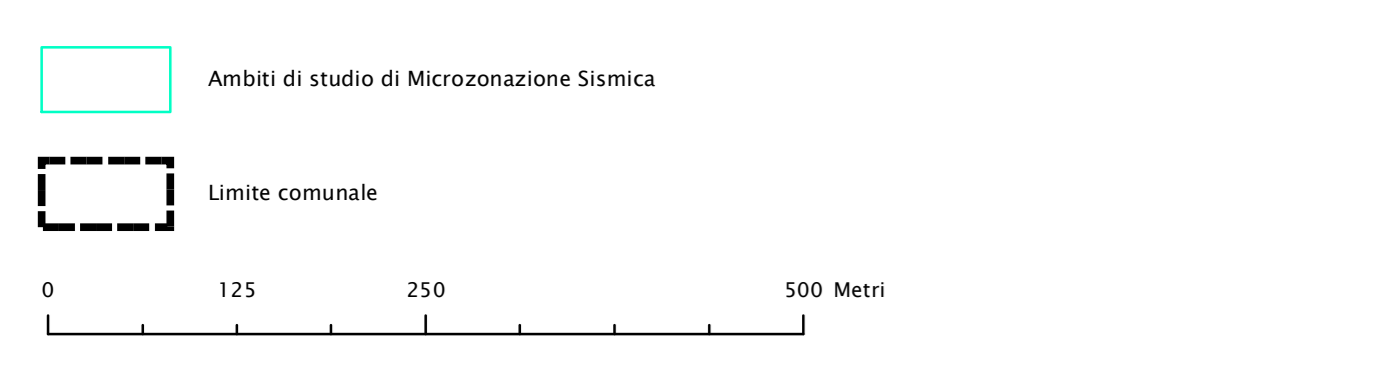 Ambiti di studio di Microzonazione Sismica
Limite comunale
0 125 250 500 Metri